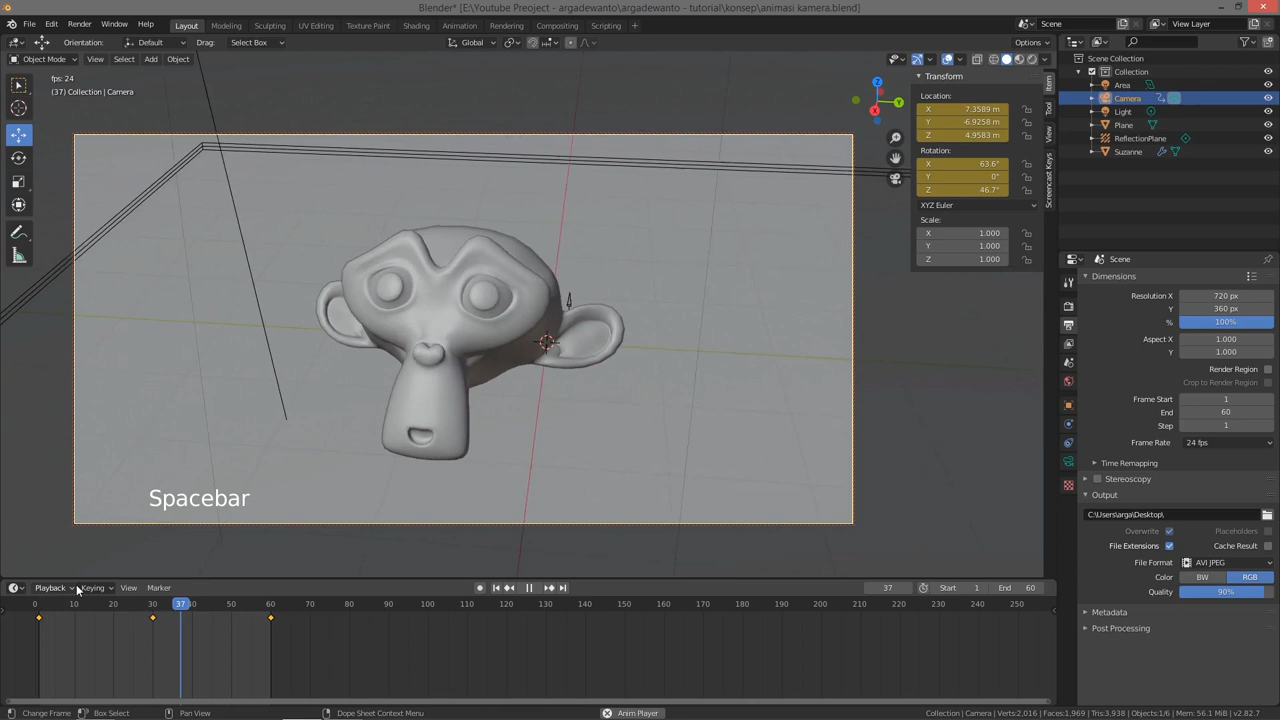 Blender* [E:\Youtube Preoject - argadewanto\argadewanto - tutorial\konsep\animasi kamera.blend]
File Edit Render Window Help Layout Modeling Sculpting UV Editing Texture Paint Shading Animation Rendering Compositing Scripting + Scene View Layer
Orientation: Default Drag: Select Box Global Options
Object Mode View Select Add Object
fps: 24
(37) Collection | Camera
Z
Y
X
Transform
Location:
X 7.3589 m
Y -6.9258 m
Z 4.9583 m
Rotation:
X 63.6°
Y 0°
Z 46.7°
XYZ Euler
Scale:
X 1.000
Y 1.000
Z 1.000
Item
Tool
View
Screencast Keys
Scene Collection
Collection
Area
Camera
Light
Plane
ReflectionPlane
Suzanne
Scene
Dimensions
Resolution X 720 px
Y 360 px
% 100%
Aspect X 1.000
Y 1.000
Render Region
Crop to Render Region
Frame Start 1
End 60
Step 1
Frame Rate 24 fps
Time Remapping
Stereoscopy
Output
C:\Users\arga\Desktop\
Overwrite Placeholders
File Extensions Cache Result
File Format AVI JPEG
Color BW RGB
Quality 90%
Metadata
Post Processing
Spacebar
Playback Keying View Marker 37 Start 1 End 60
0 10 20 30 37 40 50 60 70 80 90 100 110 120 130 140 150 160 170 180 190 200 210 220 230 240 250
Change Frame Box Select Pan View Dope Sheet Context Menu Anim Player Collection | Camera | Verts:2,016 | Faces:1,969 | Tris:3,938 | Objects:1/6 | Mem: 56.1 MiB | v2.82.7